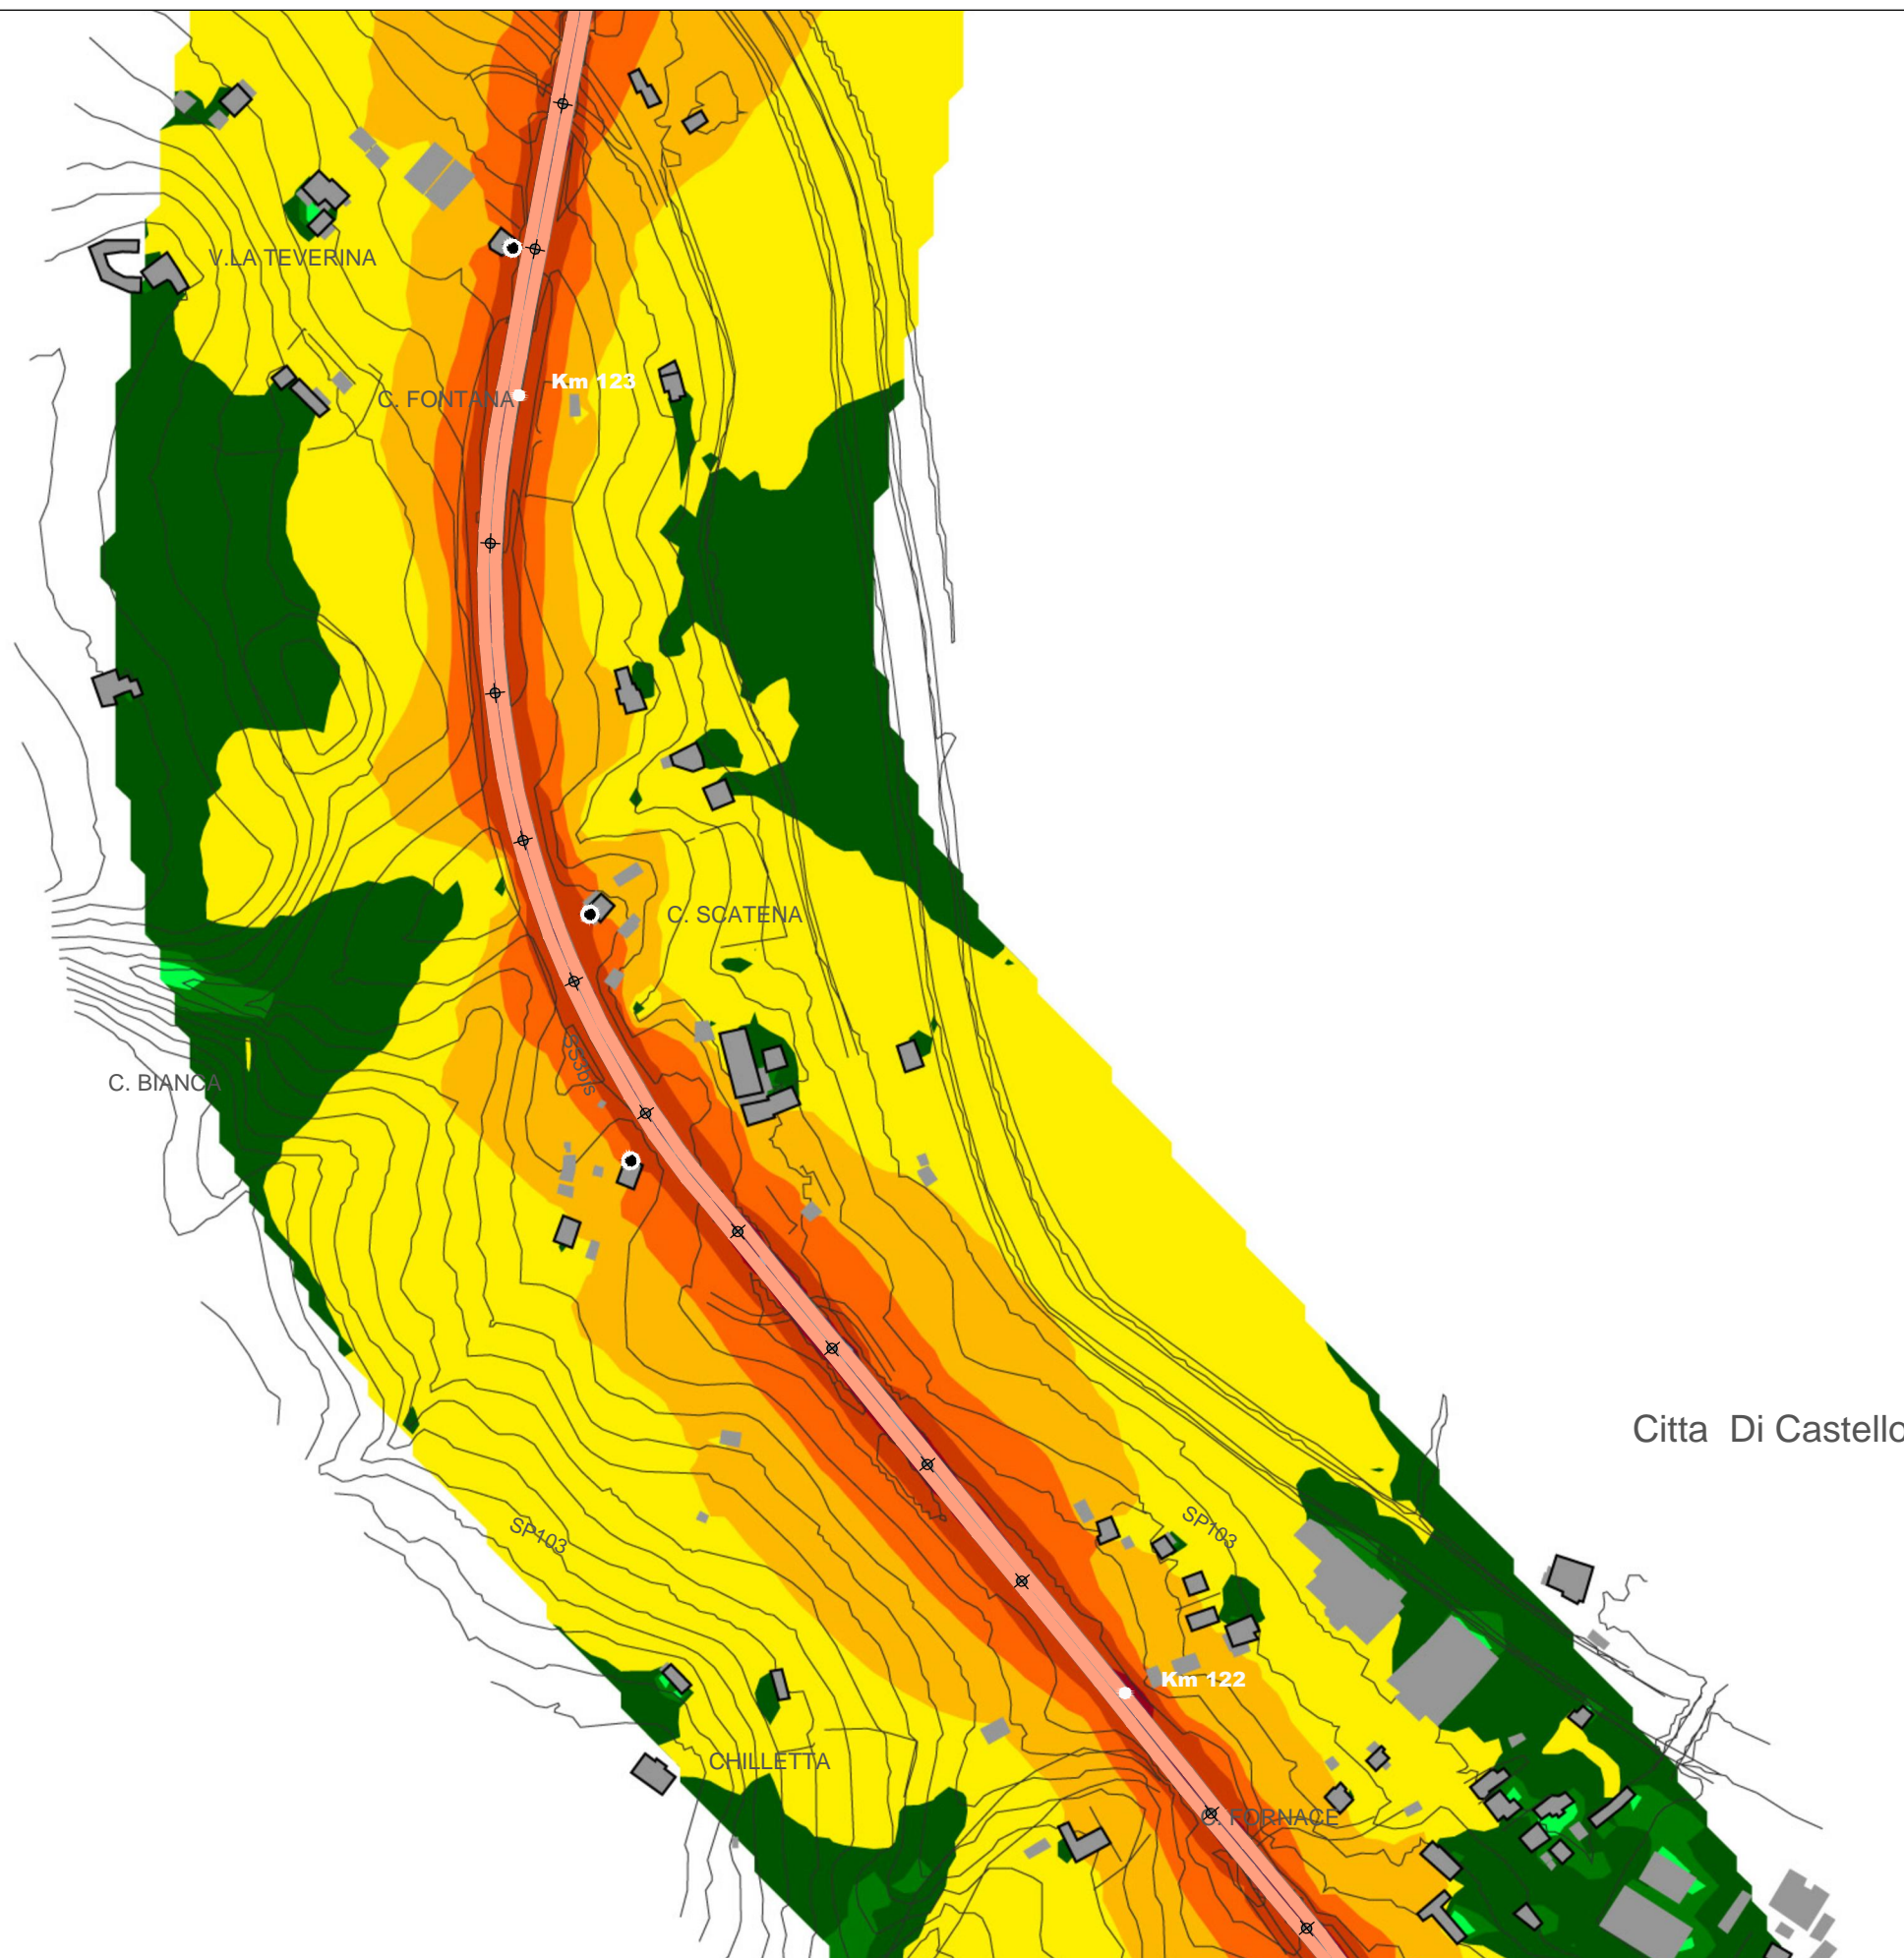 V.LA TEVERINA
Km 123
C. FONTANA
C. SCATENA
SS3bis
C. BIANCA
Citta Di Castello
SP103
SP103
Km 122
CHILLETTA
C. FORNACE